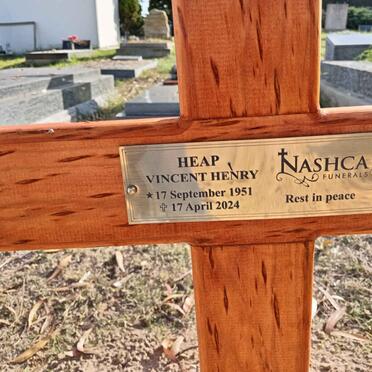 HEAP
VINCENT HENRY
★ 17 September 1951
✞ 17 April 2024
NASHCA
FUNERALS
Rest in peace